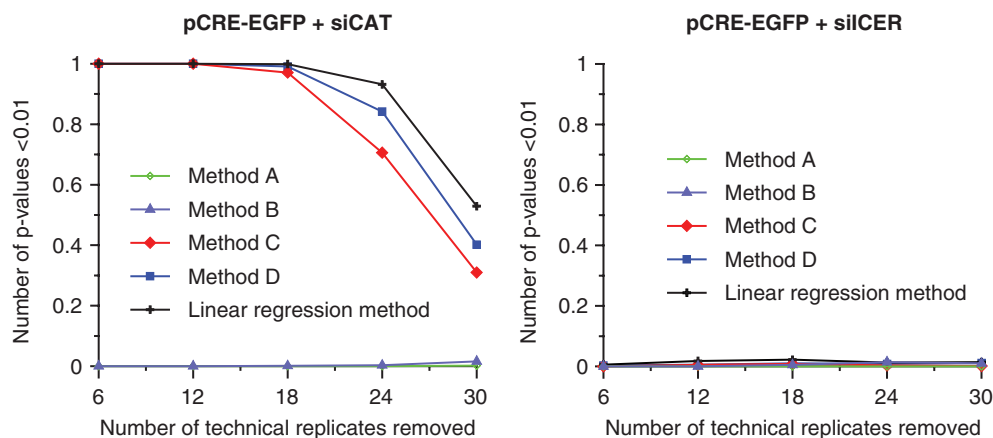 pCRE-EGFP + siCAT
Number of p-values <0.01
1
0.8
0.6
0.4
0.2
0
Method A
Method B
Method C
Method D
Linear regression method
6
12
18
24
30
Number of technical replicates removed
pCRE-EGFP + siICER
Number of p-values <0.01
1
0.8
0.6
0.4
0.2
0
Method A
Method B
Method C
Method D
Linear regression method
6
12
18
24
30
Number of technical replicates removed